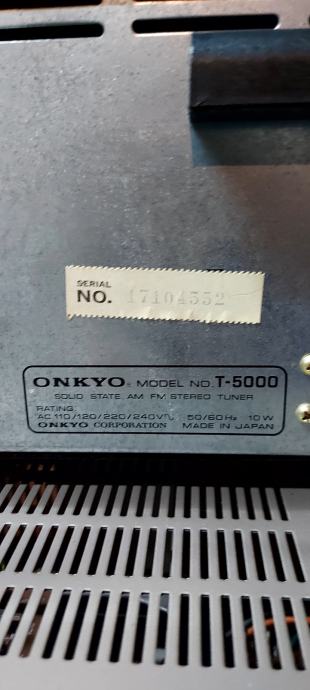 SERIAL
NO. 17104352
ONKYO® MODEL NO. T-5000
SOLID STATE AM FM STEREO TUNER
RATING:
AC 110/120/220/240V∿ 50/60Hz 10W
ONKYO CORPORATION MADE IN JAPAN